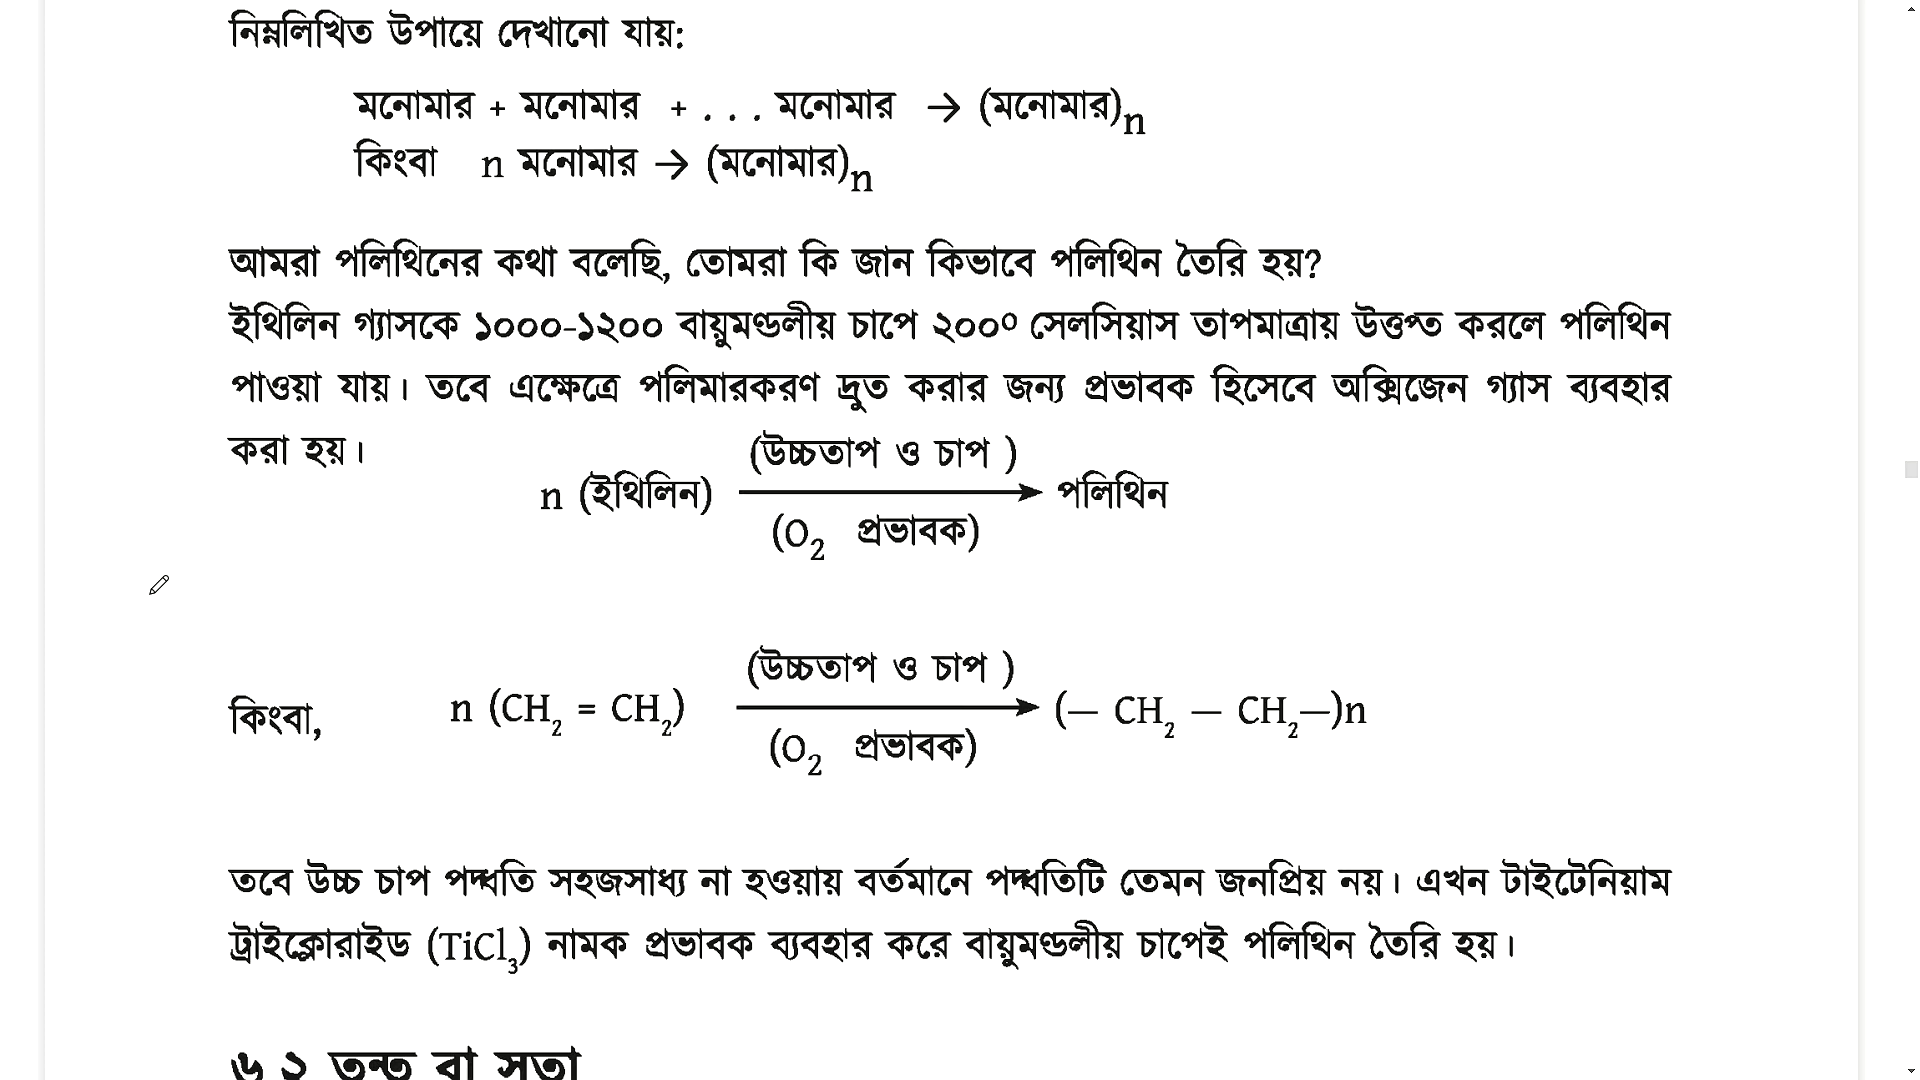 নিম্নলিখিত উপায়ে দেখানো যায়:
মনোমার + মনোমার + . . . মনোমার → (মনোমার)n
কিংবা n মনোমার → (মনোমার)n
আমরা পলিথিনের কথা বলেছি, তোমরা কি জান কিভাবে পলিথিন তৈরি হয়?
ইথিলিন গ্যাসকে ১০০০-১২০০ বায়ুমণ্ডলীয় চাপে ২০০° সেলসিয়াস তাপমাত্রায় উত্তপ্ত করলে পলিথিন
পাওয়া যায়। তবে এক্ষেত্রে পলিমারকরণ দ্রুত করার জন্য প্রভাবক হিসেবে অক্সিজেন গ্যাস ব্যবহার
করা হয়।
(উচ্চতাপ ও চাপ )
n (ইথিলিন) → পলিথিন
(O₂ প্রভাবক)
(উচ্চতাপ ও চাপ )
কিংবা, n (CH₂ = CH₂) → (— CH₂ — CH₂—)n
(O₂ প্রভাবক)
তবে উচ্চ চাপ পদ্ধতি সহজসাধ্য না হওয়ায় বর্তমানে পদ্ধতিটি তেমন জনপ্রিয় নয়। এখন টাইটেনিয়াম
ট্রাইক্লোরাইড (TiCl₃) নামক প্রভাবক ব্যবহার করে বায়ুমণ্ডলীয় চাপেই পলিথিন তৈরি হয়।
৬.২ তন্তু বা সুতা